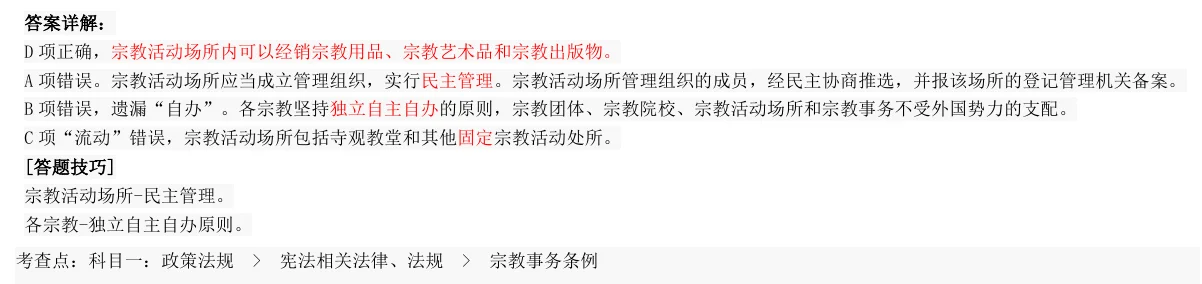 答案详解：
D 项正确，宗教活动场所内可以经销宗教用品、宗教艺术品和宗教出版物。
A 项错误。宗教活动场所应当成立管理组织，实行民主管理。宗教活动场所管理组织的成员，经民主协商推选，并报该场所的登记管理机关备案。
B 项错误，遗漏“自办”。各宗教坚持独立自主自办的原则，宗教团体、宗教院校、宗教活动场所和宗教事务不受外国势力的支配。
C 项“流动”错误，宗教活动场所包括寺观教堂和其他固定宗教活动处所。
[答题技巧]
宗教活动场所-民主管理。
各宗教-独立自主自办原则。
考查点：科目一：政策法规 > 宪法相关法律、法规 > 宗教事务条例